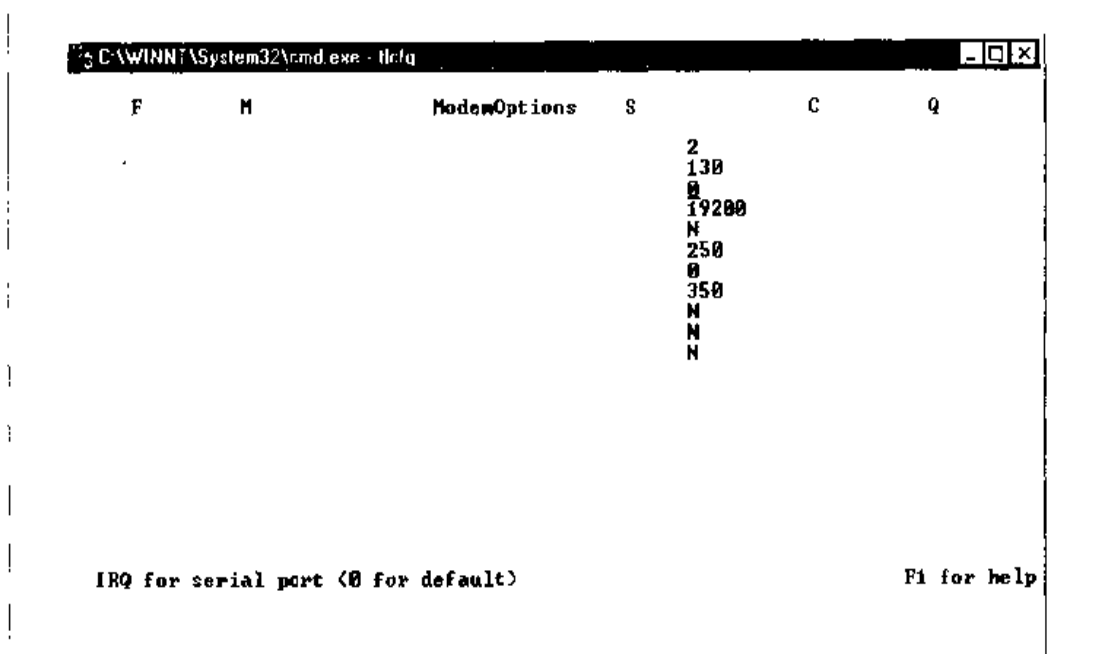 C:\WINNT\System32\cmd.exe - tlcfg
F M ModemOptions S C Q
2
130
0
19200
N
250
0
350
N
N
N
IRQ for serial port (0 for default) F1 for help